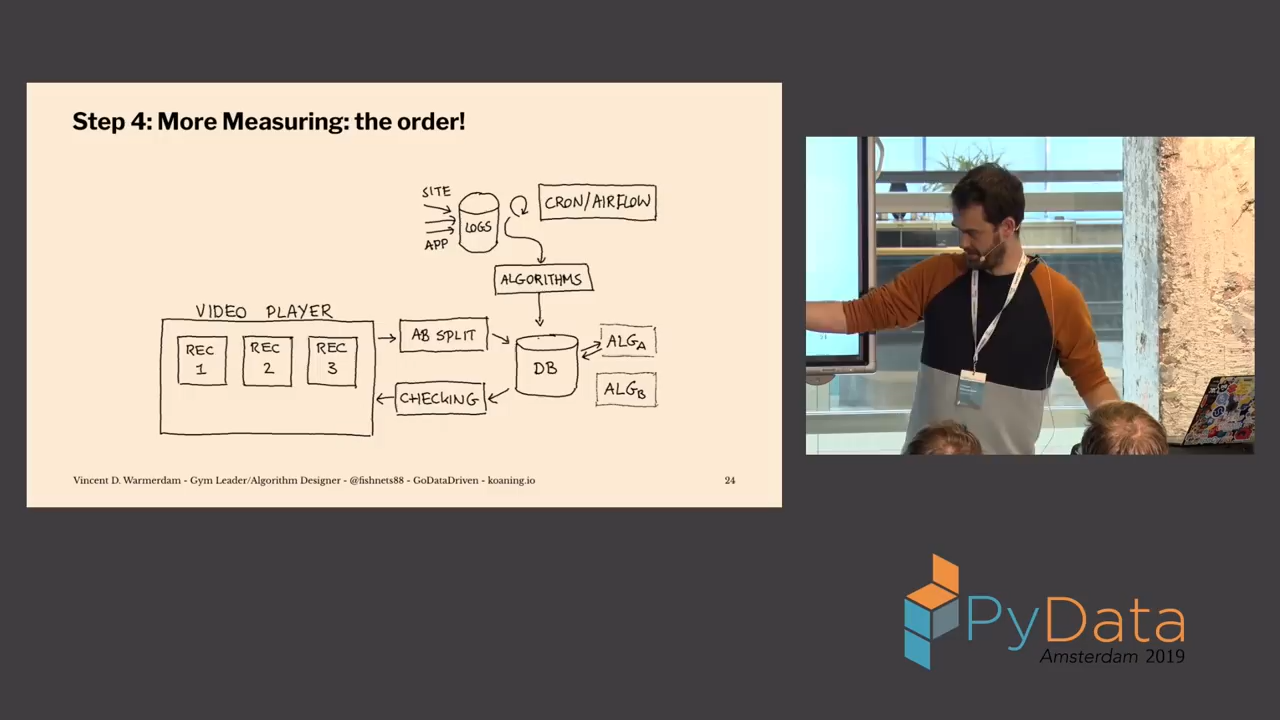 Step 4: More Measuring: the order!
SITE
APP
LOGS
CRON/AIRFLOW
ALGORITHMS
VIDEO PLAYER
REC 1
REC 2
REC 3
AB SPLIT
CHECKING
DB
ALGA
ALGB
Vincent D. Warmerdam - Gym Leader/Algorithm Designer - @fishnets88 - GoDataDriven - koaning.io
24
PyData
Amsterdam 2019